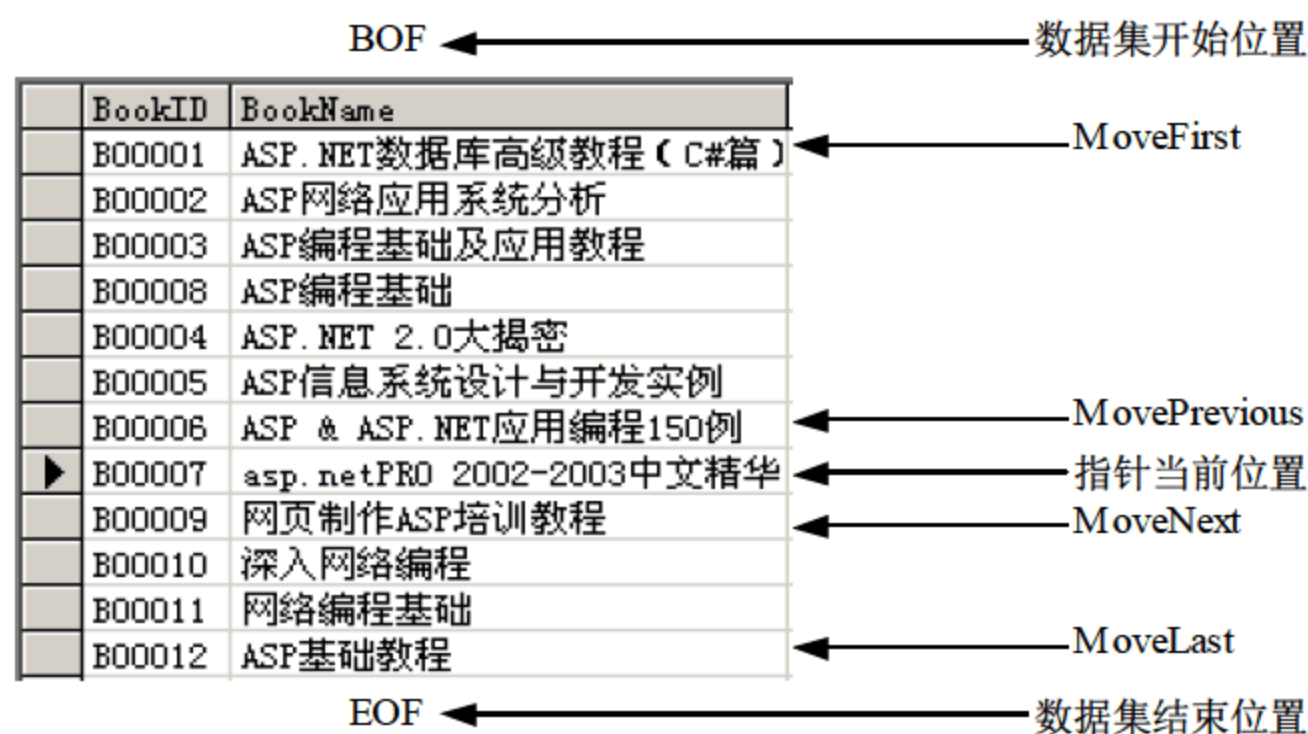 BOF 数据集开始位置
BookID BookName
B00001 ASP.NET数据库高级教程(C#篇) MoveFirst
B00002 ASP网络应用系统分析
B00003 ASP编程基础及应用教程
B00008 ASP编程基础
B00004 ASP.NET 2.0大揭密
B00005 ASP信息系统设计与开发实例
B00006 ASP & ASP.NET应用编程150例 MovePrevious
B00007 asp.netPRO 2002-2003中文精华 指针当前位置
B00009 网页制作ASP培训教程 MoveNext
B00010 深入网络编程
B00011 网络编程基础
B00012 ASP基础教程 MoveLast
EOF 数据集结束位置